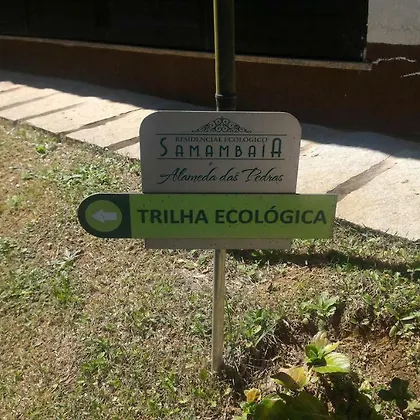 RESIDENCIAL ECOLÓGICO
SAMAMBAIA
e
Alameda das Pedras
TRILHA ECOLÓGICA